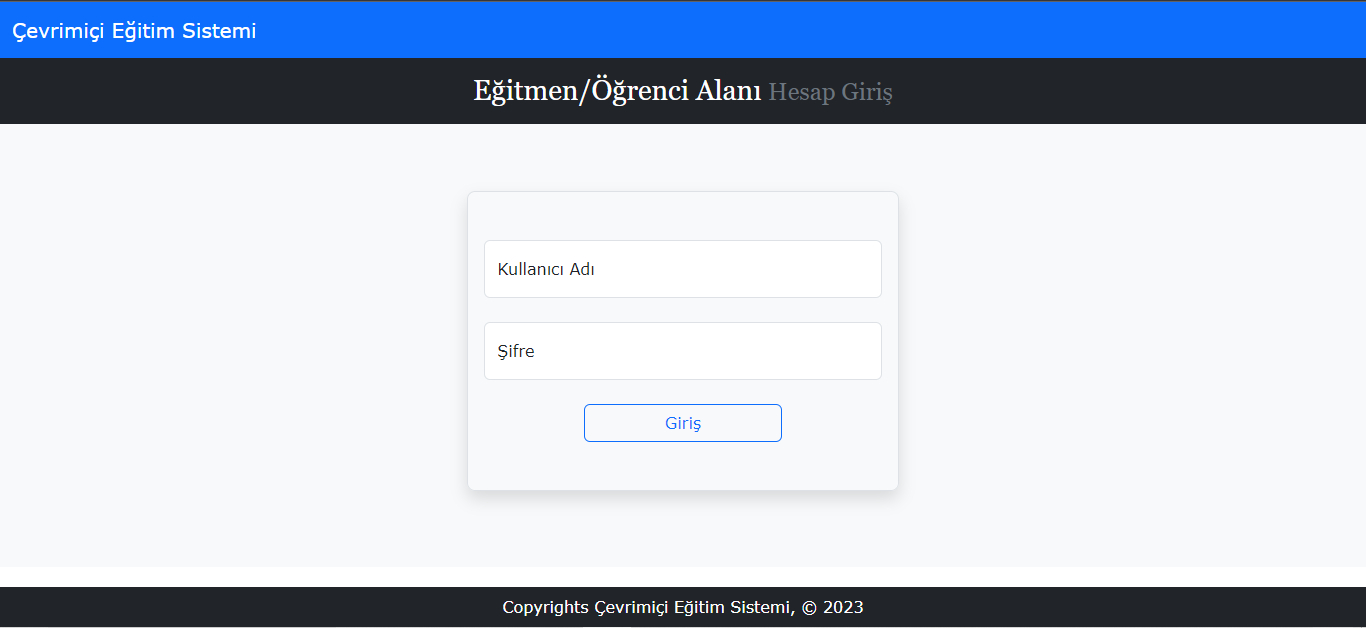 Çevrimiçi Eğitim Sistemi
Eğitmen/Öğrenci Alanı Hesap Giriş
Kullanıcı Adı
Şifre
Giriş
Copyrights Çevrimiçi Eğitim Sistemi, © 2023